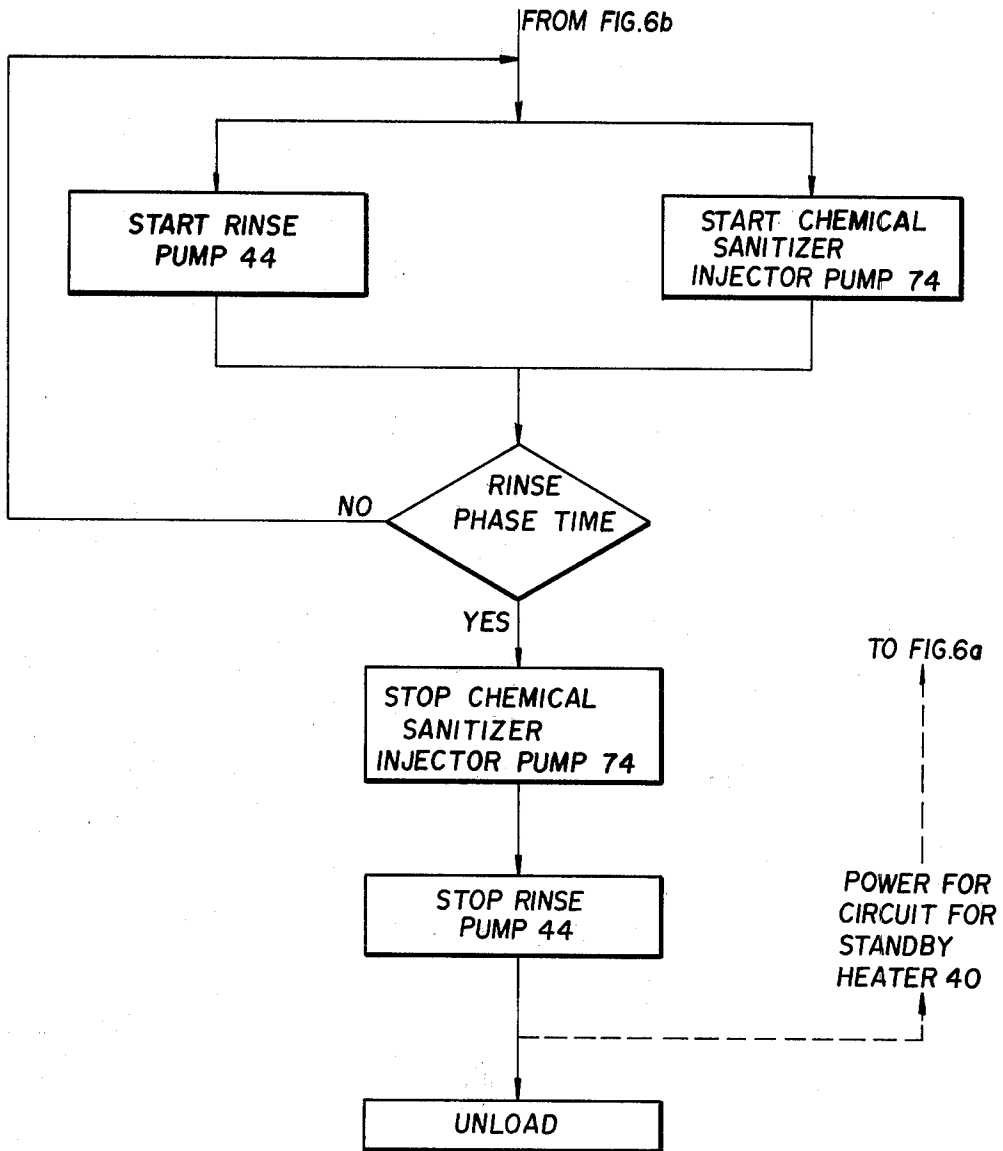 FROM FIG.6b
START RINSE
PUMP 44
START CHEMICAL
SANITIZER
INJECTOR PUMP 74
RINSE
PHASE TIME
NO
YES
TO FIG.6a
STOP CHEMICAL
SANITIZER
INJECTOR PUMP 74
STOP RINSE
PUMP 44
POWER FOR
CIRCUIT FOR
STANDBY
HEATER 40
UNLOAD